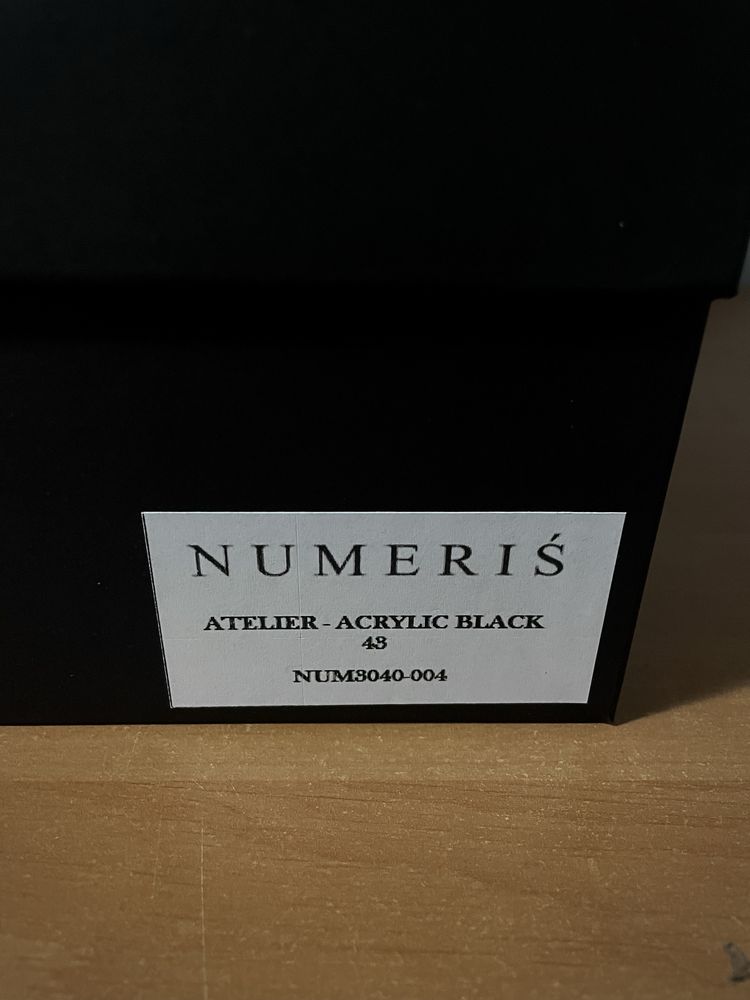 NUMERIŚ
ATELIER - ACRYLIC BLACK
43
NUM3040-004